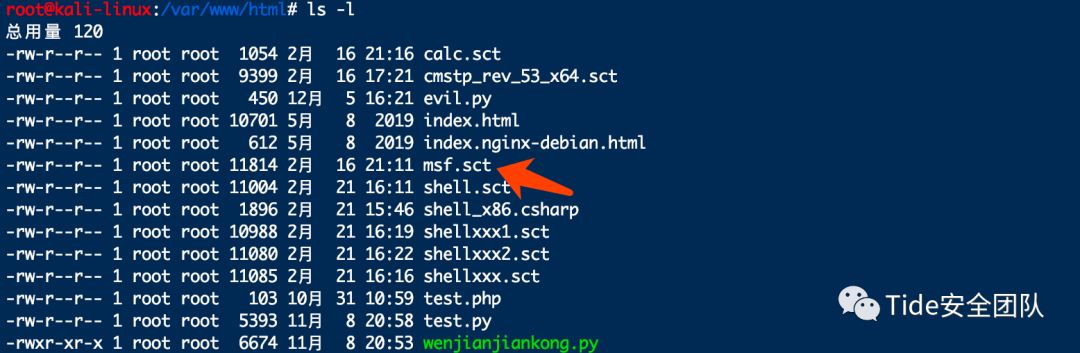 root@kali-linux:/var/www/html# ls -l
总用量 120
-rw-r--r-- 1 root root  1054 2月  16 21:16 calc.sct
-rw-r--r-- 1 root root  9399 2月  16 17:21 cmstp_rev_53_x64.sct
-rw-r--r-- 1 root root   450 12月  5 16:21 evil.py
-rw-r--r-- 1 root root 10701 5月   8  2019 index.html
-rw-r--r-- 1 root root   612 5月   8  2019 index.nginx-debian.html
-rw-r--r-- 1 root root 11814 2月  16 21:11 msf.sct
-rw-r--r-- 1 root root 11004 2月  21 16:11 shell.sct
-rw-r--r-- 1 root root  1896 2月  21 15:46 shell_x86.csharp
-rw-r--r-- 1 root root 10988 2月  21 16:19 shellxxx1.sct
-rw-r--r-- 1 root root 11080 2月  21 16:22 shellxxx2.sct
-rw-r--r-- 1 root root 11085 2月  21 16:16 shellxxx.sct
-rw-r--r-- 1 root root   103 10月 31 10:59 test.php
-rw-r--r-- 1 root root  5393 11月  8 20:58 test.py
-rwxr-xr-x 1 root root  6674 11月  8 20:53 wenjianjiankong.py
Tide安全团队